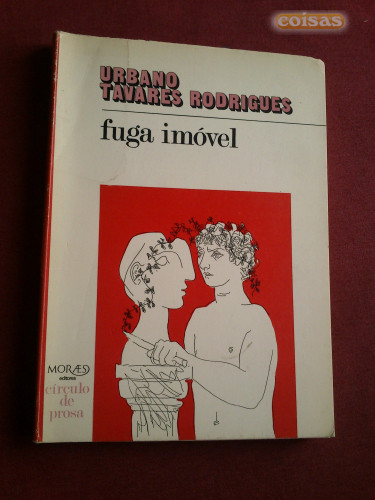 coisas
URBANO
TAVARES RODRIGUES
fuga imóvel
MORÆS
editores
círculo
de
prosa